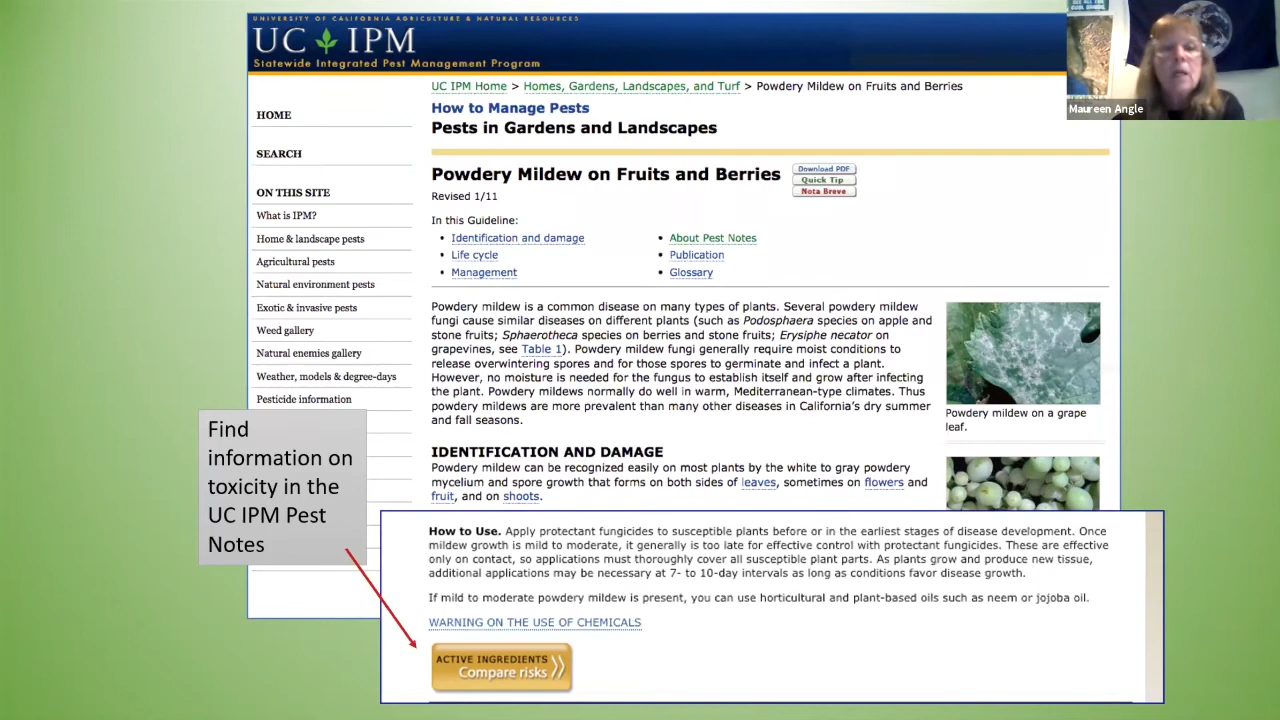 UNIVERSITY OF CALIFORNIA AGRICULTURE & NATURAL RESOURCES
UC IPM
Statewide Integrated Pest Management Program
Maureen Angle
HOME
SEARCH
ON THIS SITE
What is IPM?
Home & landscape pests
Agricultural pests
Natural environment pests
Exotic & invasive pests
Weed gallery
Natural enemies gallery
Weather, models & degree-days
Pesticide information
UC IPM Home > Homes, Gardens, Landscapes, and Turf > Powdery Mildew on Fruits and Berries
How to Manage Pests
Pests in Gardens and Landscapes
Powdery Mildew on Fruits and Berries
Download PDF
Quick Tip
Nota Breve
Revised 1/11
In this Guideline:
• Identification and damage
• Life cycle
• Management
• About Pest Notes
• Publication
• Glossary
Powdery mildew is a common disease on many types of plants. Several powdery mildew
fungi cause similar diseases on different plants (such as Podosphaera species on apple and
stone fruits; Sphaerotheca species on berries and stone fruits; Erysiphe necator on
grapevines, see Table 1). Powdery mildew fungi generally require moist conditions to
release overwintering spores and for those spores to germinate and infect a plant.
However, no moisture is needed for the fungus to establish itself and grow after infecting
the plant. Powdery mildews normally do well in warm, Mediterranean-type climates. Thus
powdery mildews are more prevalent than many other diseases in California's dry summer
and fall seasons.
Powdery mildew on a grape
leaf.
IDENTIFICATION AND DAMAGE
Powdery mildew can be recognized easily on most plants by the white to gray powdery
mycelium and spore growth that forms on both sides of leaves, sometimes on flowers and
fruit, and on shoots.
Find
information on
toxicity in the
UC IPM Pest
Notes
How to Use. Apply protectant fungicides to susceptible plants before or in the earliest stages of disease development. Once
mildew growth is mild to moderate, it generally is too late for effective control with protectant fungicides. These are effective
only on contact, so applications must thoroughly cover all susceptible plant parts. As plants grow and produce new tissue,
additional applications may be necessary at 7- to 10-day intervals as long as conditions favor disease growth.
If mild to moderate powdery mildew is present, you can use horticultural and plant-based oils such as neem or jojoba oil.
WARNING ON THE USE OF CHEMICALS
ACTIVE INGREDIENTS
Compare risks